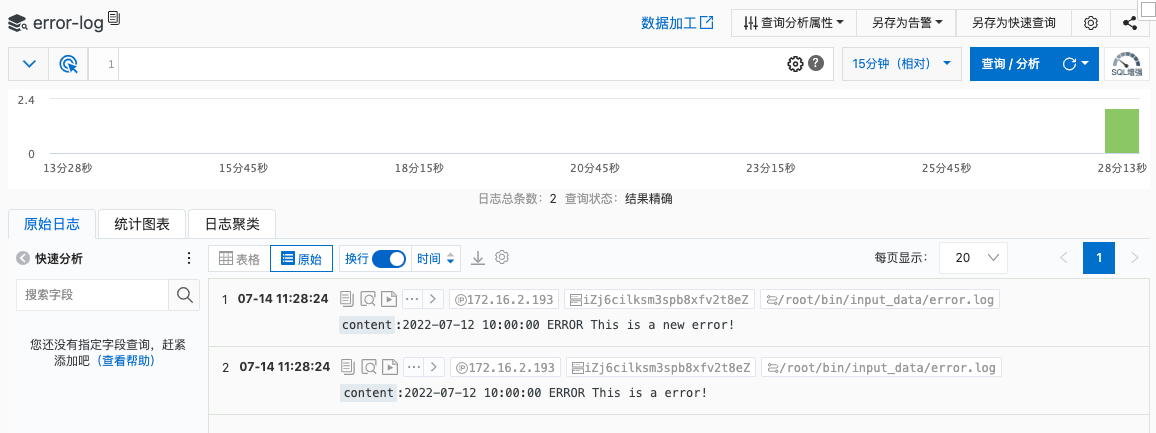 error-log
数据加工
查询分析属性
另存为告警
另存为快速查询
1
15分钟（相对）
查询 / 分析
SQL增强
2.4
0
13分28秒
15分45秒
18分15秒
20分45秒
23分15秒
25分45秒
28分13秒
日志总条数：2 查询状态：结果精确
原始日志
统计图表
日志聚类
快速分析
表格
原始
换行
时间
每页显示：
20
1
搜索字段
您还没有指定字段查询，赶紧
添加吧（查看帮助）
1 07-14 11:28:24 172.16.2.193 iZj6cilksm3spb8xfv2t8eZ /root/bin/input_data/error.log
content:2022-07-12 10:00:00 ERROR This is a new error!
2 07-14 11:28:24 172.16.2.193 iZj6cilksm3spb8xfv2t8eZ /root/bin/input_data/error.log
content:2022-07-12 10:00:00 ERROR This is a error!